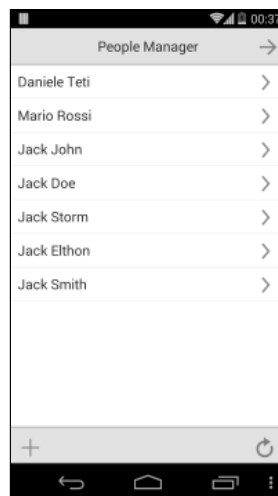 00:37
People Manager
Daniele Teti
Mario Rossi
Jack John
Jack Doe
Jack Storm
Jack Elthon
Jack Smith